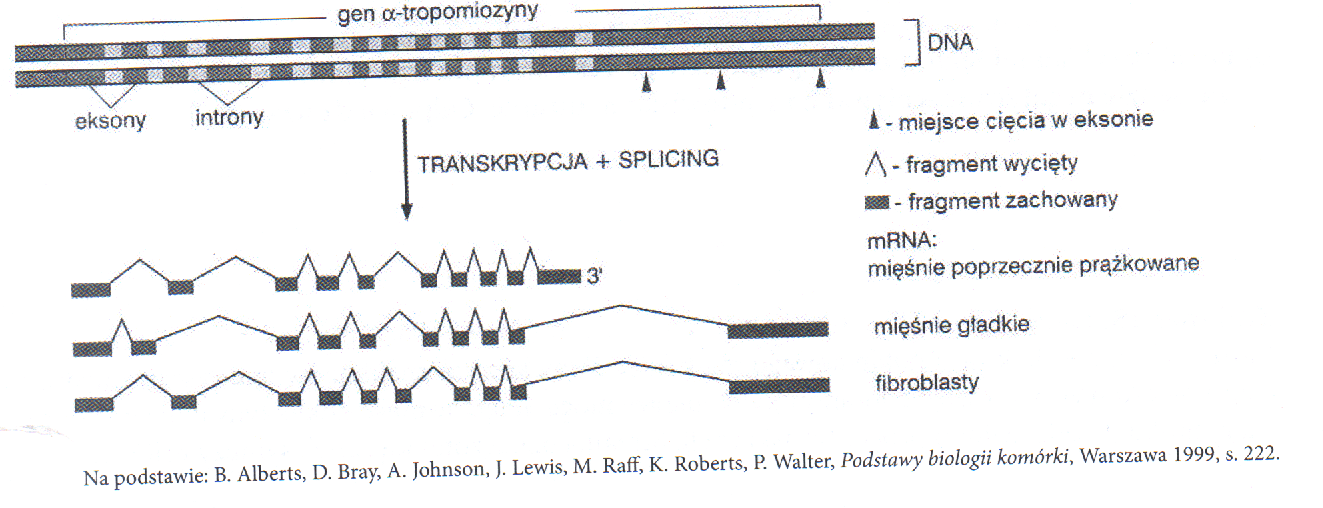 gen α-tropomiozyny
DNA
eksony
introny
- miejsce cięcia w eksonie
TRANSKRYPCJA + SPLICING
- fragment wycięty
- fragment zachowany
mRNA:
mięśnie poprzecznie prążkowane
3'
mięśnie gładkie
fibroblasty
Na podstawie: B. Alberts, D. Bray, A. Johnson, J. Lewis, M. Raff, K. Roberts, P. Walter, Podstawy biologii komórki, Warszawa 1999, s. 222.